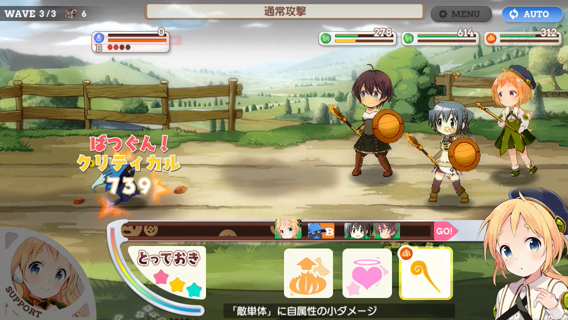 WAVE 3/3 6
通常攻撃
MENU
AUTO
0
278
614
312
ばつぐん!
クリティカル
739
B
GO!
とっておき
SUPPORT
「敵単体」に自属性の小ダメージ